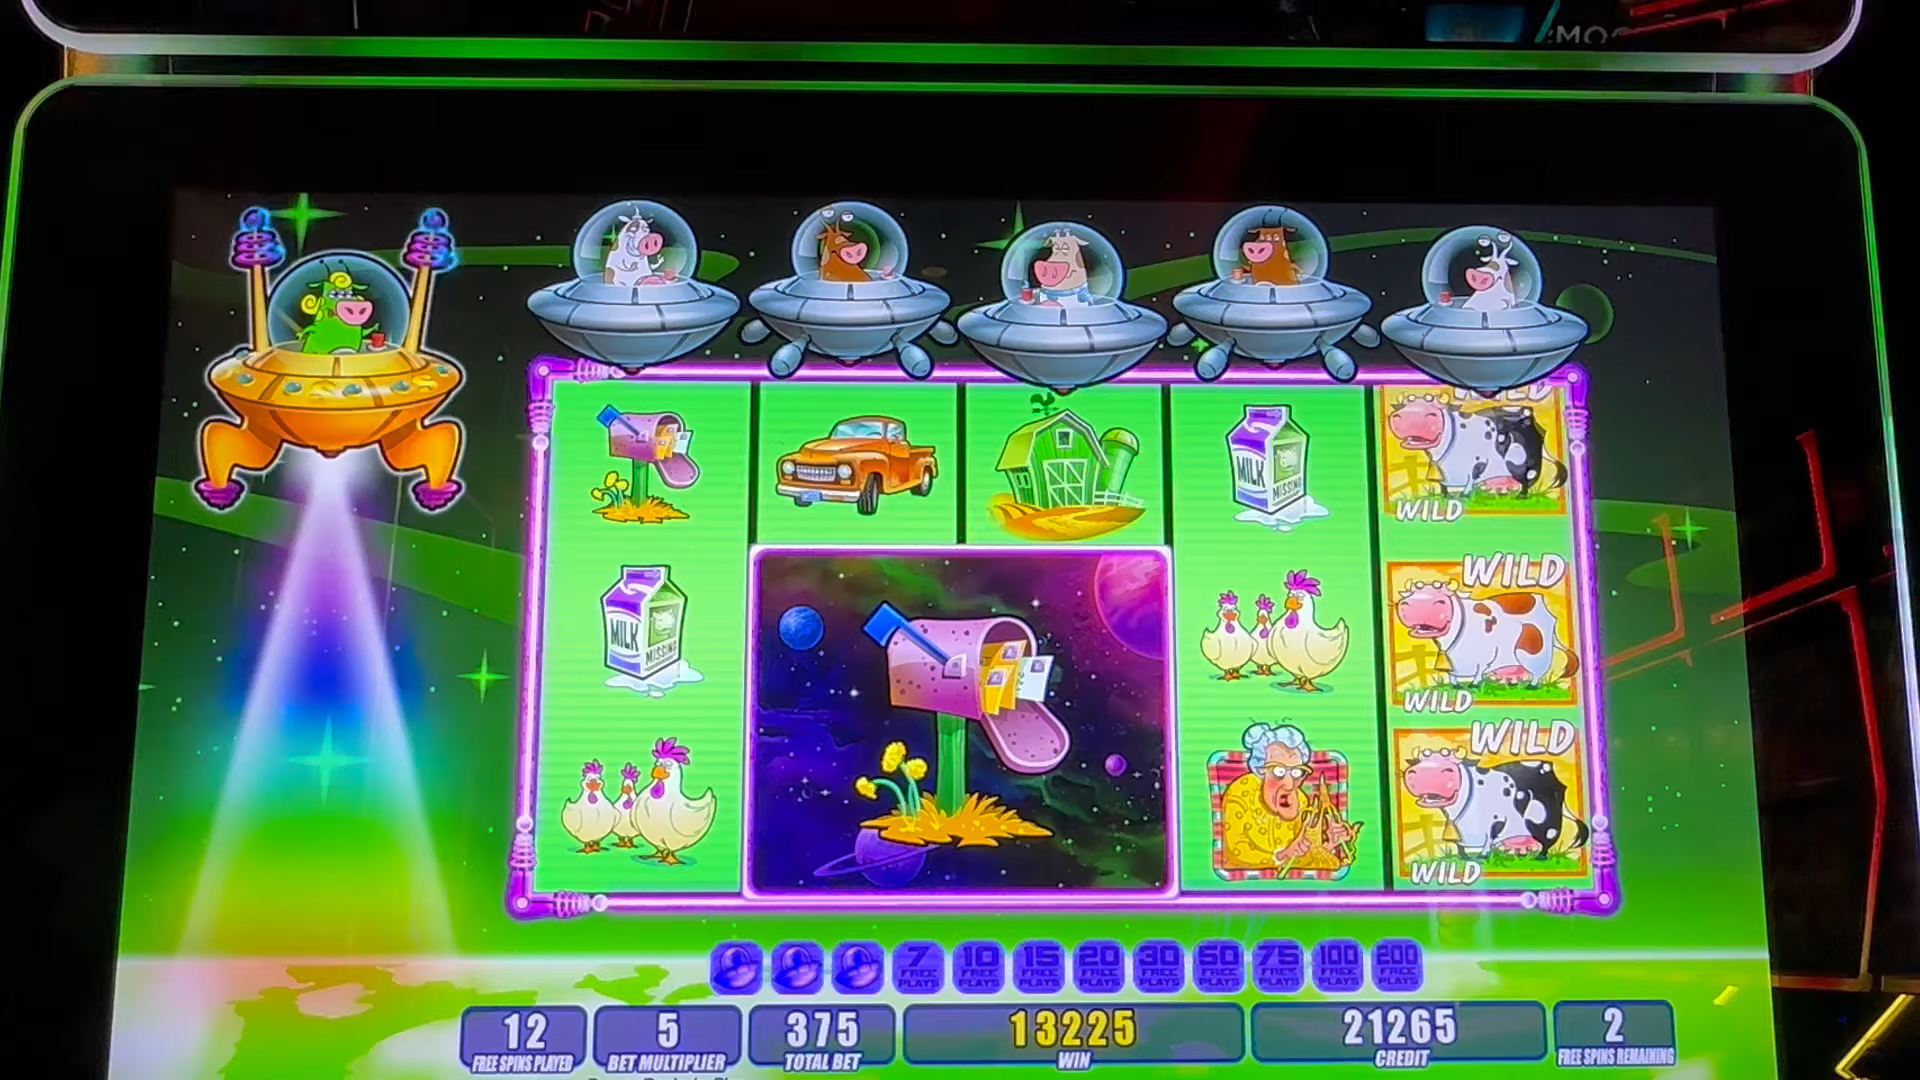 WILD
MILK
MISSING
WILD
WILD
MILK
MISSING
WILD
WILD
WILD
7 FREE PLAYS
10 FREE PLAYS
15 FREE PLAYS
20 FREE PLAYS
30 FREE PLAYS
50 FREE PLAYS
75 FREE PLAYS
100 FREE PLAYS
200 FREE PLAYS
12
FREE SPINS PLAYED
5
BET MULTIPLIER
375
TOTAL BET
13225
WIN
21265
CREDIT
2
FREE SPINS REMAINING